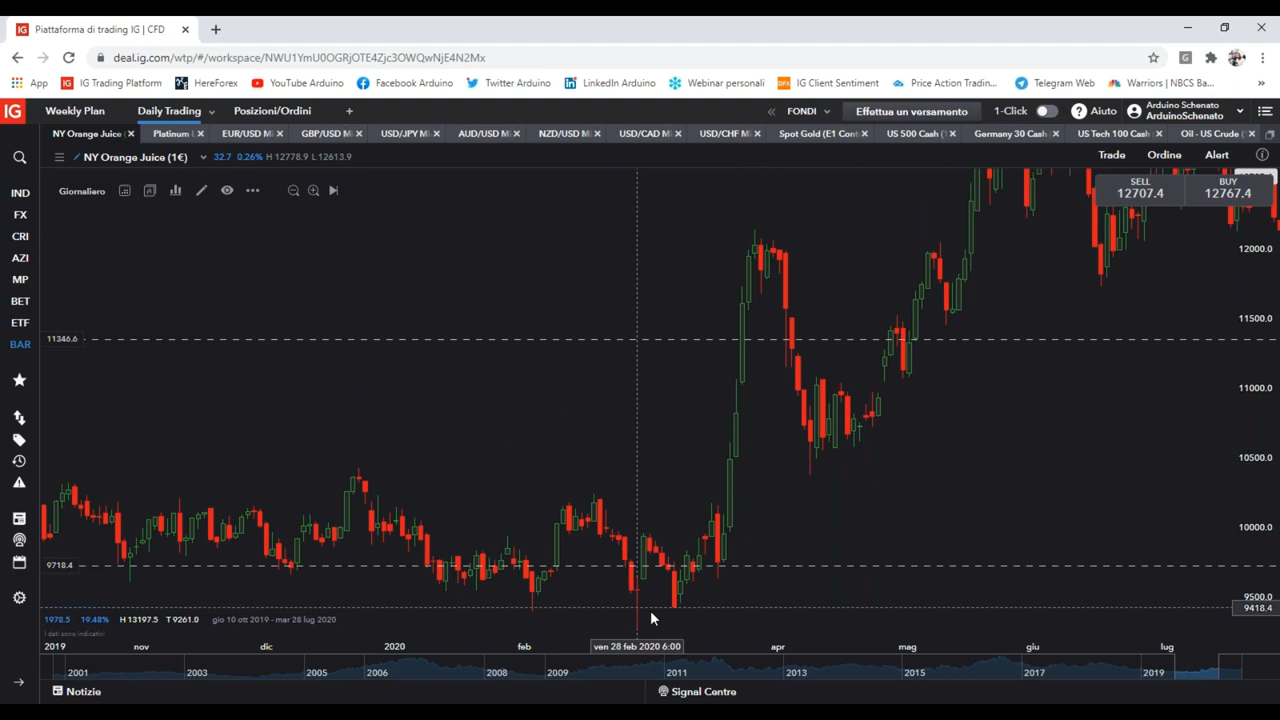 IG Piattaforma di trading IG | CFD
deal.ig.com/wtp/#/workspace/NWU1YmU0OGRjOTE4Zjc3OWQwNjE4N2Mx
App IG Trading Platform HereForex YouTube Arduino Facebook Arduino Twitter Arduino LinkedIn Arduino Webinar personali IG Client Sentiment Price Action Tradin... Telegram Web Warriors | NBCS Ba...
IG Weekly Plan Daily Trading Posizioni/Ordini + FONDI Effettua un versamento 1-Click Aiuto Arduino Schenato
ArduinoSchenato
NY Orange Juice Platinum EUR/USD M GBP/USD M USD/JPY M AUD/USD M NZD/USD M USD/CAD M USD/CHF M Spot Gold (E1 Cont US 500 Cash ( Germany 30 Cash US Tech 100 Cash Oil - US Crude
NY Orange Juice (1€) 32.7 0.26% H 12778.9 L 12613.9 Trade Ordine Alert
Giornaliero
SELL BUY
12707.4 12767.4
IND
FX
CRI
AZI
MP
BET
ETF
BAR
12000.0
11500.0
11346.6
11000.0
10500.0
10000.0
9718.4
9500.0
9418.4
1978.5 19.48% H 13197.5 T 9261.0 gio 10 ott 2019 - mar 28 lug 2020
I dati sono indicativi
2019 nov dic 2020 feb ven 28 feb 2020 6:00 apr mag giu lug
2001 2003 2005 2006 2008 2009 2011 2013 2015 2017 2019
Notizie Signal Centre